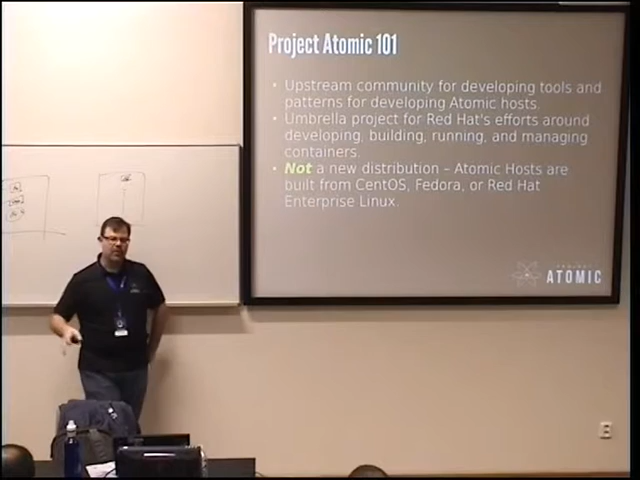 Project Atomic 101
• Upstream community for developing tools and
patterns for developing Atomic hosts.
• Umbrella project for Red Hat's efforts around
developing, building, running, and managing
containers.
• Not a new distribution – Atomic Hosts are
built from CentOS, Fedora, or Red Hat
Enterprise Linux.
PROJECT
ATOMIC